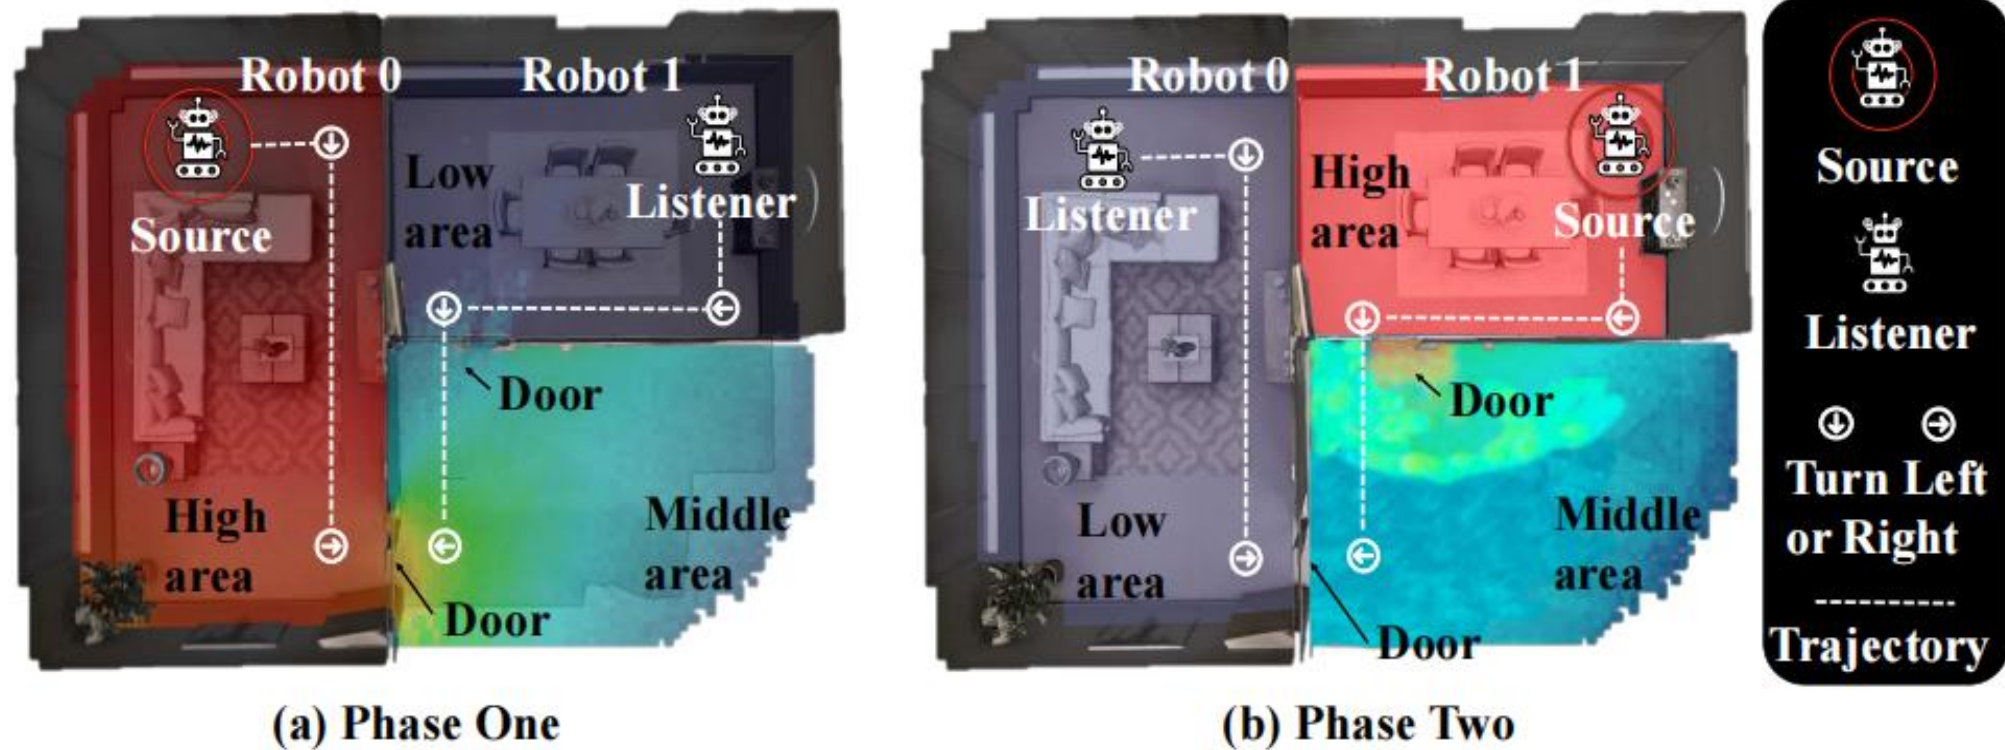 Robot 0
Robot 1
Source
Low
area
Listener
Door
High
area
Middle
area
Door
(a) Phase One
Robot 0
Robot 1
Listener
High
area
Source
Door
Low
area
Middle
area
Door
(b) Phase Two
Source
Listener
Turn Left
or Right
Trajectory